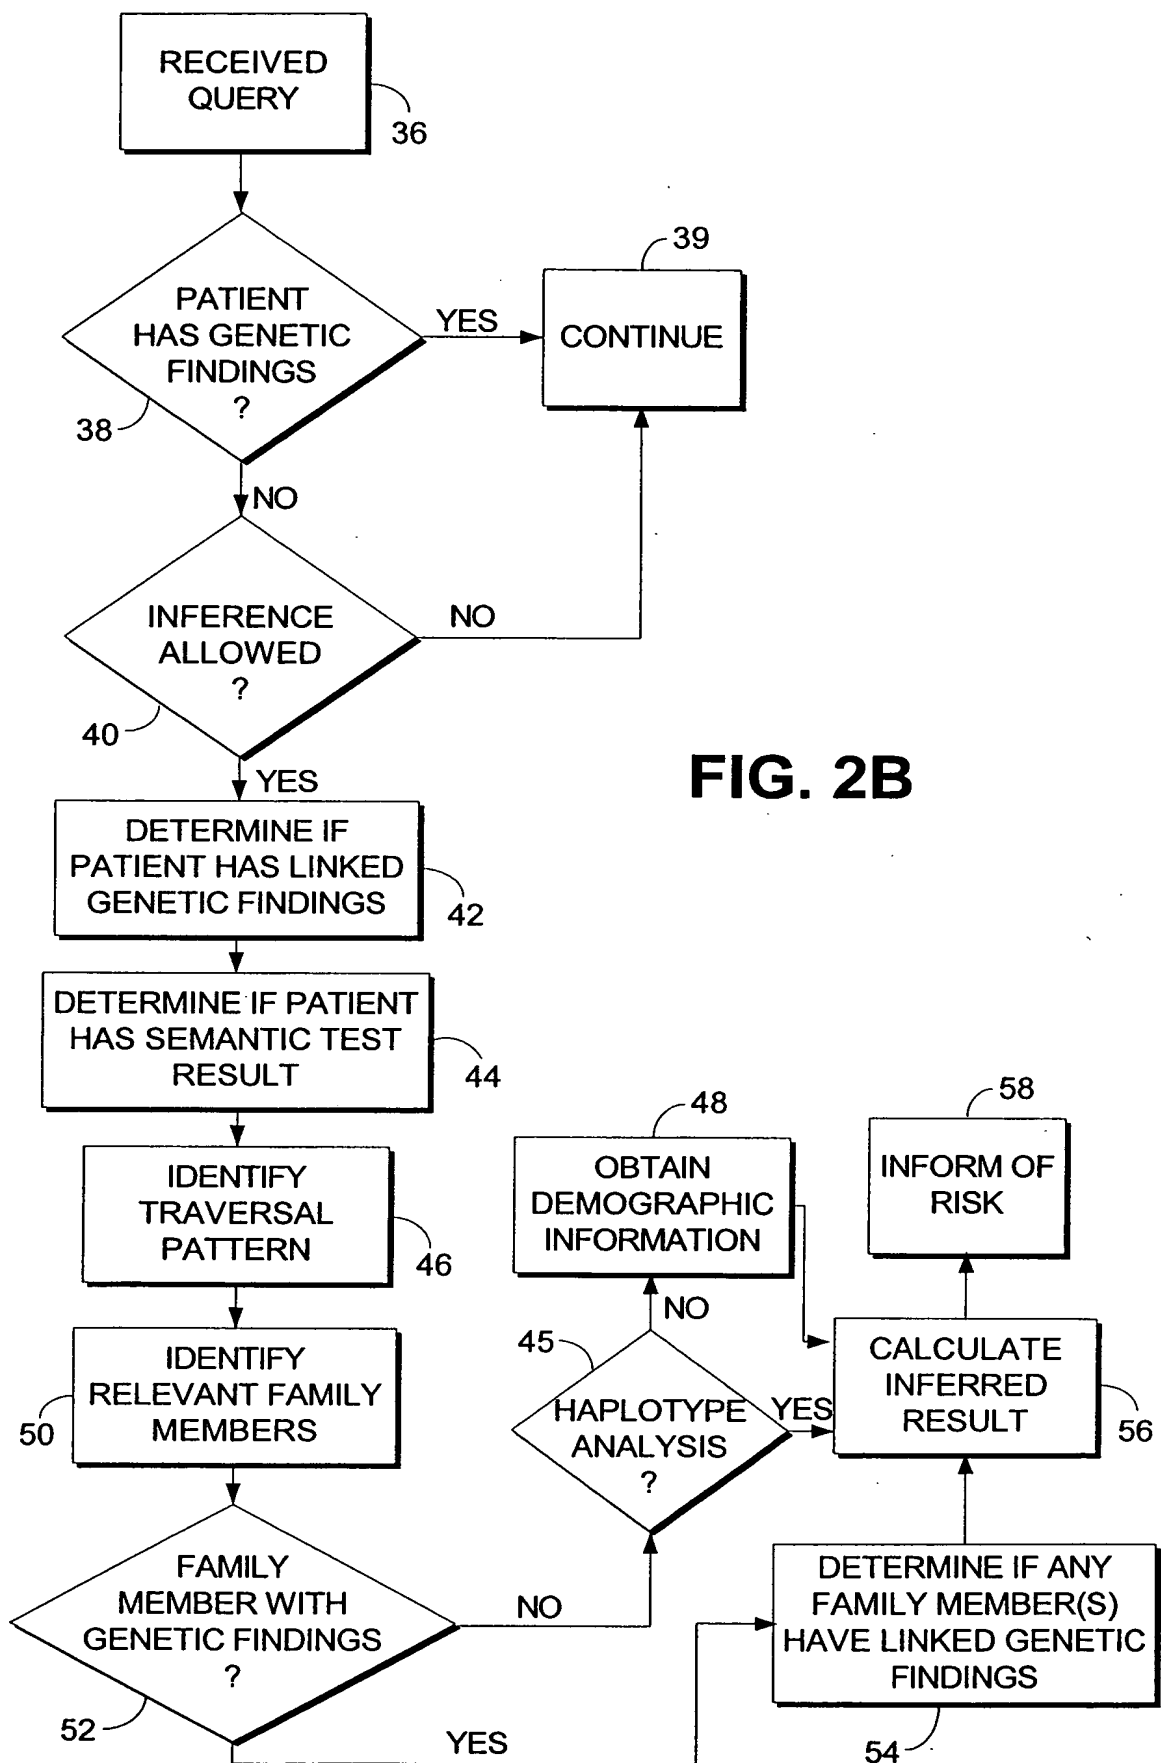 RECEIVED
QUERY
36
PATIENT
HAS GENETIC
FINDINGS
?
38
YES
39
CONTINUE
NO
INFERENCE
ALLOWED
?
40
NO
YES
FIG. 2B
DETERMINE IF
PATIENT HAS LINKED
GENETIC FINDINGS
42
DETERMINE IF PATIENT
HAS SEMANTIC TEST
RESULT
44
IDENTIFY
TRAVERSAL
PATTERN
46
IDENTIFY
RELEVANT FAMILY
MEMBERS
50
FAMILY
MEMBER WITH
GENETIC FINDINGS
?
52
NO
YES
45
HAPLOTYPE
ANALYSIS
?
NO
YES
48
OBTAIN
DEMOGRAPHIC
INFORMATION
58
INFORM OF
RISK
CALCULATE
INFERRED
RESULT
56
DETERMINE IF ANY
FAMILY MEMBER(S)
HAVE LINKED GENETIC
FINDINGS
54